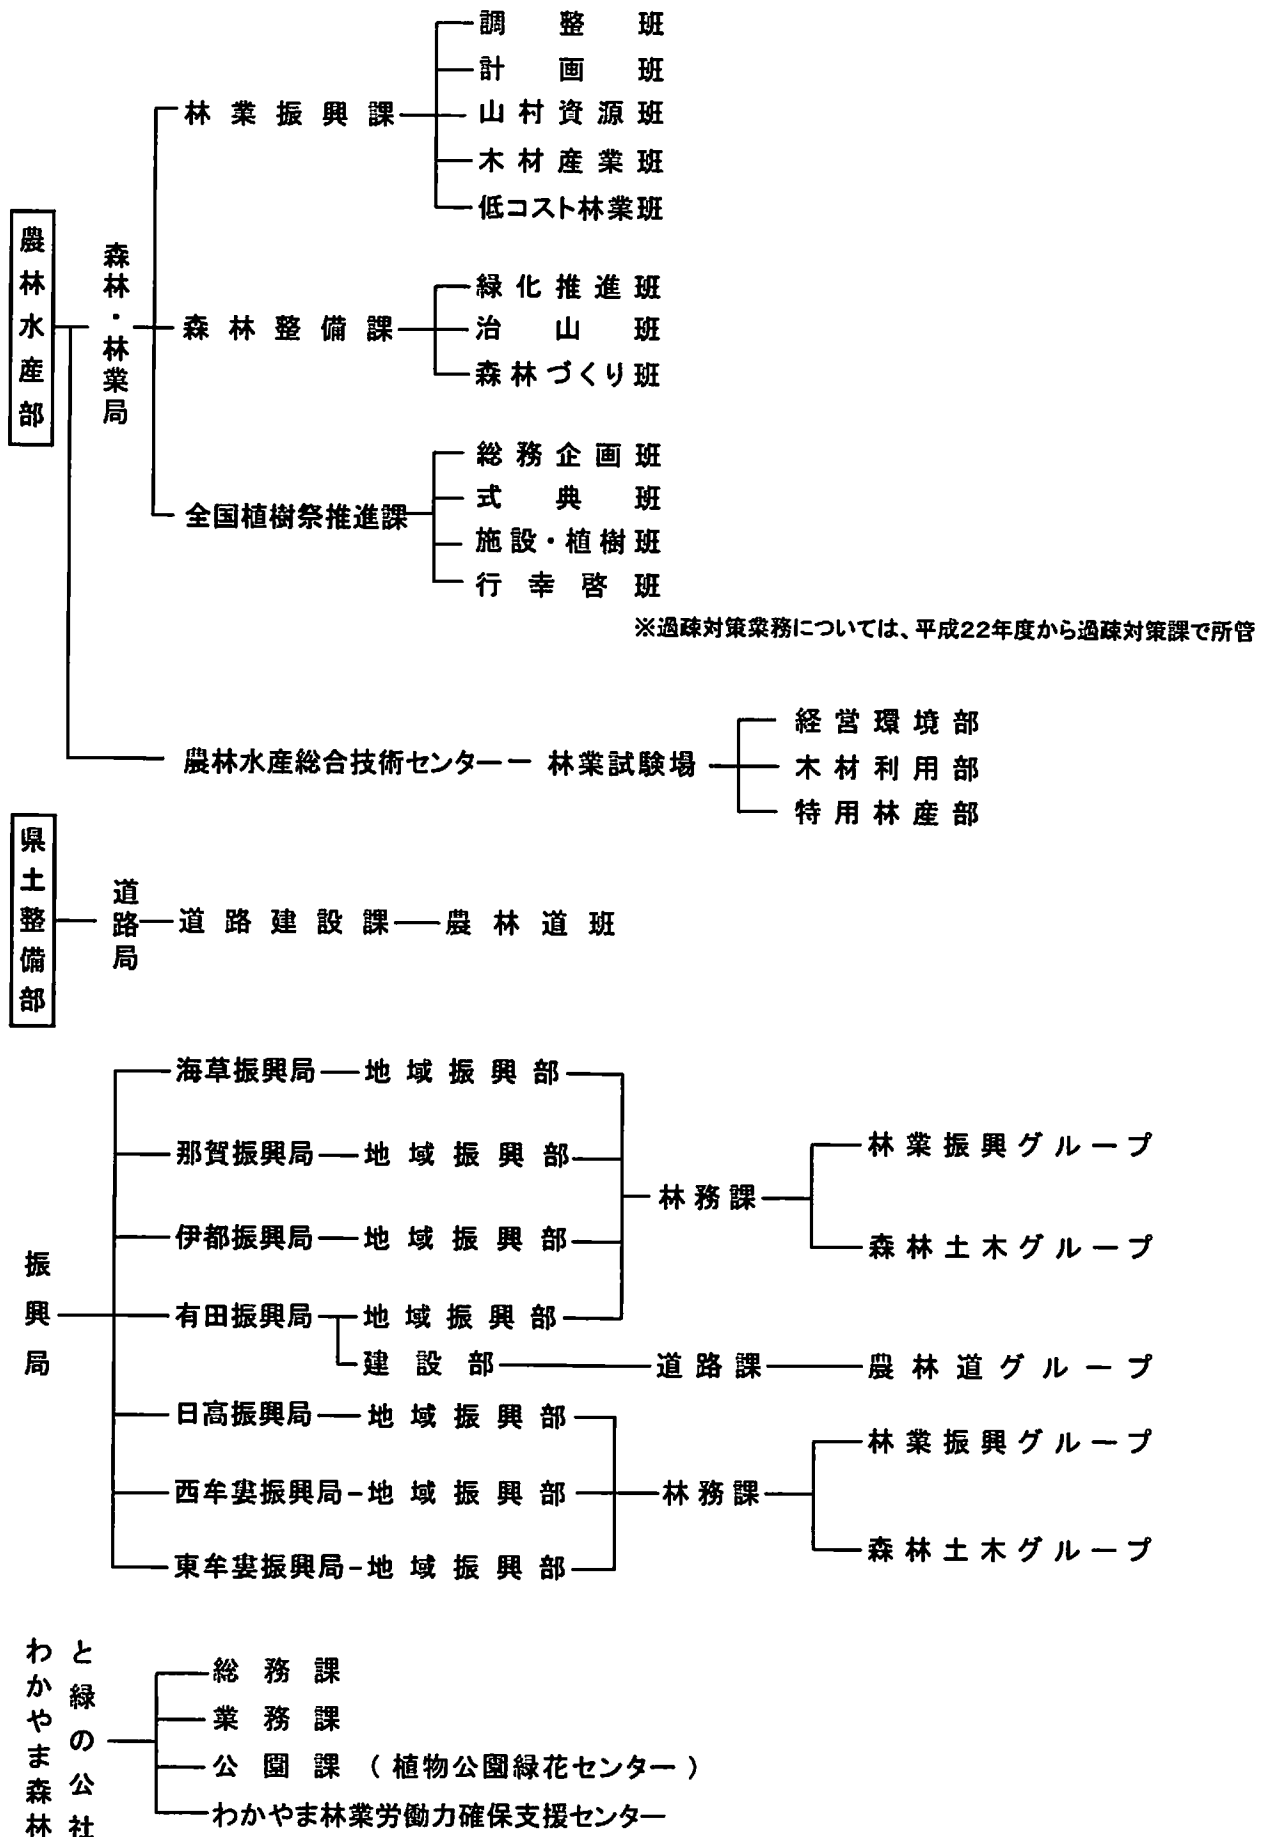 農林水産部
森林・林業局
林業振興課
調整班
計画班
山村資源班
木材産業班
低コスト林業班
森林整備課
緑化推進班
治山班
森林づくり班
全国植樹祭推進課
総務企画班
式典班
施設・植樹班
行幸啓班
※過疎対策業務については、平成22年度から過疎対策課で所管
農林水産総合技術センター
林業試験場
経営環境部
木材利用部
特用林産部
県土整備部
道路局
道路建設課
農林道班
振興局
海草振興局
地域振興部
那賀振興局
地域振興部
伊都振興局
地域振興部
有田振興局
地域振興部
林務課
林業振興グループ
森林土木グループ
建設部
道路課
農林道グループ
日高振興局
地域振興部
西牟婁振興局
地域振興部
東牟婁振興局
地域振興部
林務課
林業振興グループ
森林土木グループ
わかやま森林
と緑の公社
総務課
業務課
公園課(植物公園緑花センター)
わかやま林業労働力確保支援センター